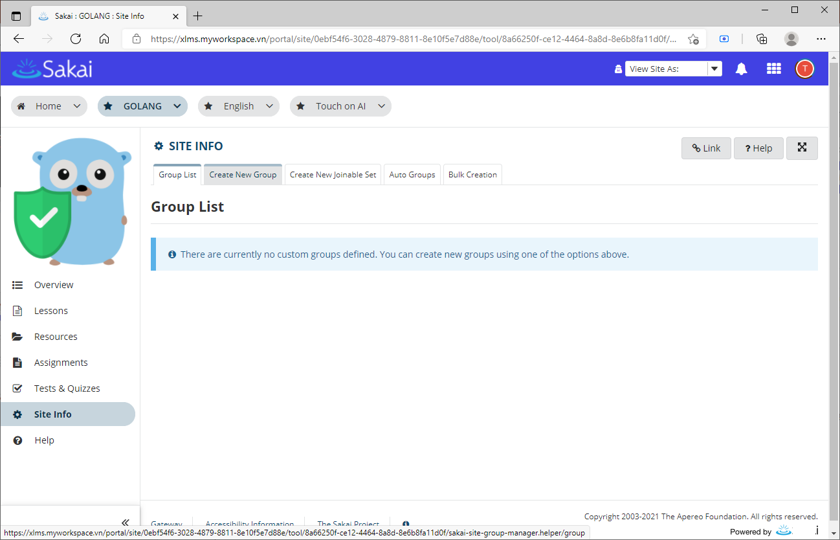 Sakai : GOLANG : Site Info
https://xlms.myworkspace.vn/portal/site/0ebf54f6-3028-4879-8811-8e10f5e7d88e/tool/8a66250f-ce12-4464-8a8d-8e6b8fa11d0f/...
Sakai
View Site As:
T
Home
GOLANG
English
Touch on AI
SITE INFO
Link
? Help
Group List
Create New Group
Create New Joinable Set
Auto Groups
Bulk Creation
Group List
There are currently no custom groups defined. You can create new groups using one of the options above.
Overview
Lessons
Resources
Assignments
Tests & Quizzes
Site Info
Help
Gateway
Accessibility Information
The Sakai Project
Copyright 2003-2021 The Apereo Foundation. All rights reserved.
Powered by
https://xlms.myworkspace.vn/portal/site/0ebf54f6-3028-4879-8811-8e10f5e7d88e/tool/8a66250f-ce12-4464-8a8d-8e6b8fa11d0f/sakai-site-group-manager.helper/group